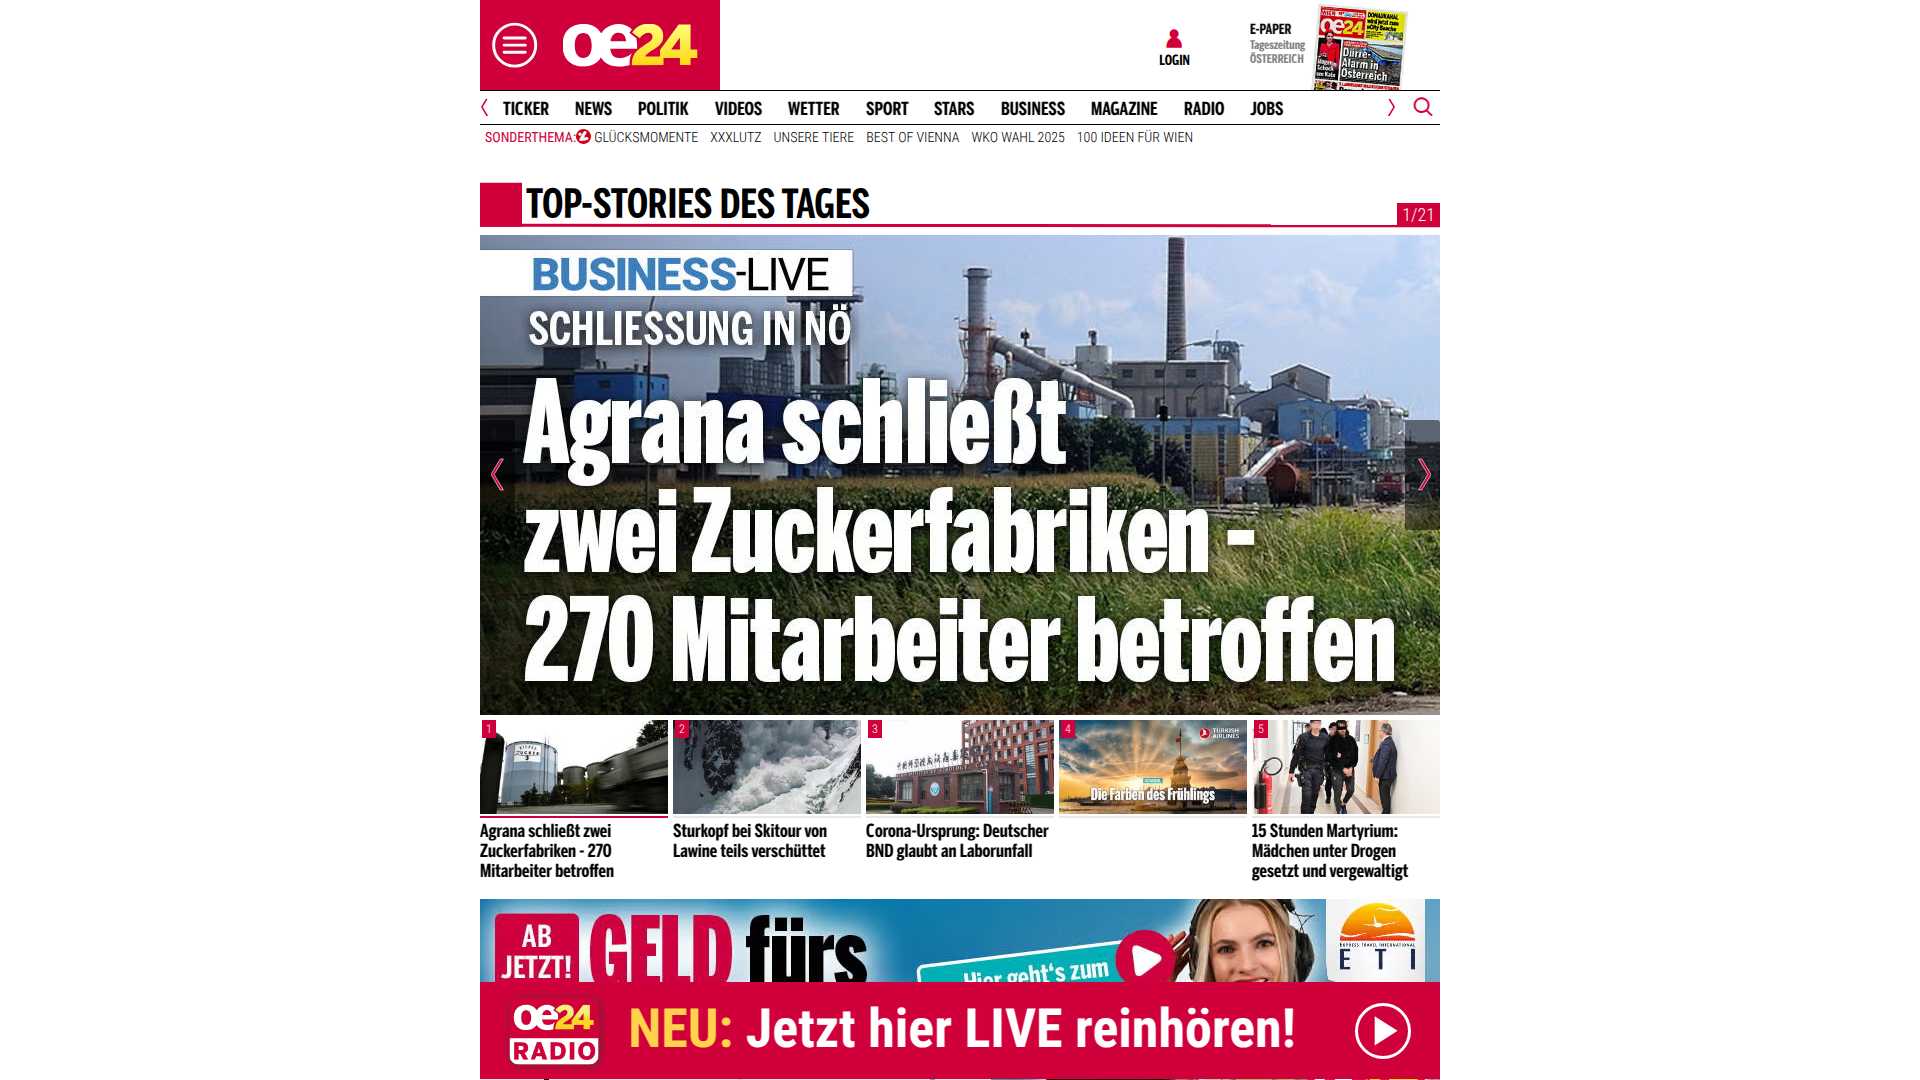 oe24
LOGIN
E-PAPER
Tageszeitung
ÖSTERREICH
oe24
Dürre-
Alarm in
Österreich
TICKER NEWS POLITIK VIDEOS WETTER SPORT STARS BUSINESS MAGAZINE RADIO JOBS
SONDERTHEMA: GLÜCKSMOMENTE XXXLUTZ UNSERE TIERE BEST OF VIENNA WKO WAHL 2025 100 IDEEN FÜR WIEN
TOP-STORIES DES TAGES
1/21
BUSINESS-LIVE
SCHLIESSUNG IN NÖ
Agrana schließt
zwei Zuckerfabriken -
270 Mitarbeiter betroffen
1
2
3
4
5
TURKISH
AIRLINES
Die Farben des Frühlings
Agrana schließt zwei
Zuckerfabriken - 270
Mitarbeiter betroffen
Sturkopf bei Skitour von
Lawine teils verschüttet
Corona-Ursprung: Deutscher
BND glaubt an Laborunfall
15 Stunden Martyrium:
Mädchen unter Drogen
gesetzt und vergewaltigt
AB
JETZT!
GELD fürs
Hier geht's zum
EXPRESS TRAVEL INTERNATIONAL
ETI
oe24
RADIO
NEU: Jetzt hier LIVE reinhören!